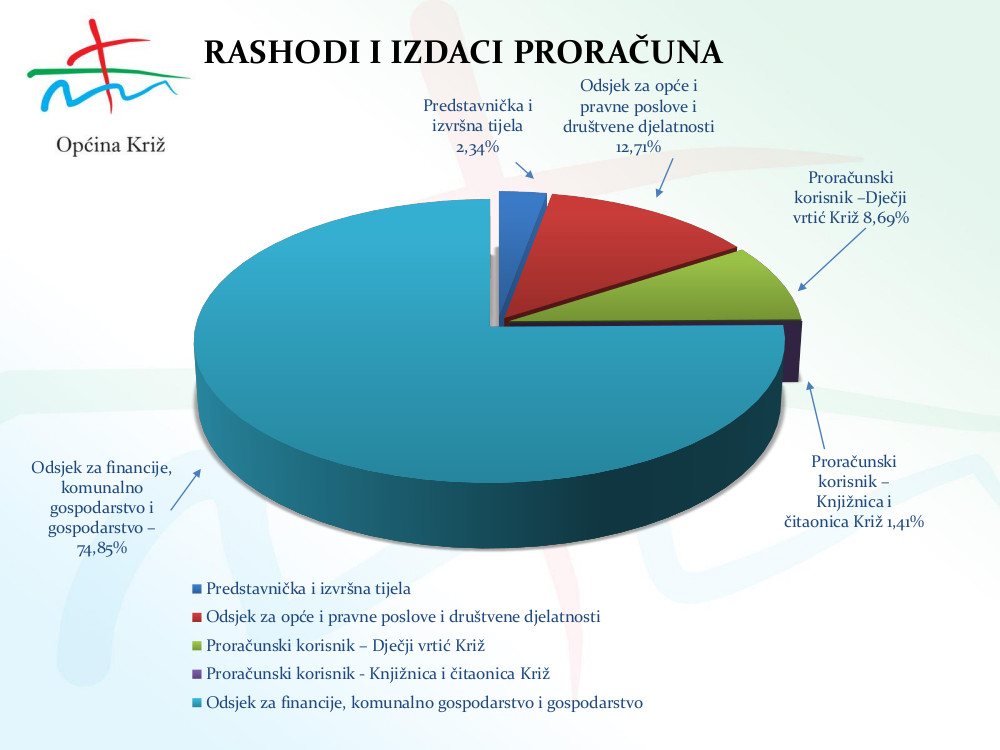 RASHODI I IZDACI PRORAČUNA
Općina Križ
Predstavnička i
izvršna tijela
2,34%
Odsjek za opće i
pravne poslove i
društvene djelatnosti
12,71%
Proračunski
korisnik –Dječji
vrtić Križ 8,69%
Proračunski
korisnik –
Knjižnica i
čitaonica Križ 1,41%
Odsjek za financije,
komunalno
gospodarstvo i
gospodarstvo –
74,85%
Predstavnička i izvršna tijela
Odsjek za opće i pravne poslove i društvene djelatnosti
Proračunski korisnik – Dječji vrtić Križ
Proračunski korisnik - Knjižnica i čitaonica Križ
Odsjek za financije, komunalno gospodarstvo i gospodarstvo